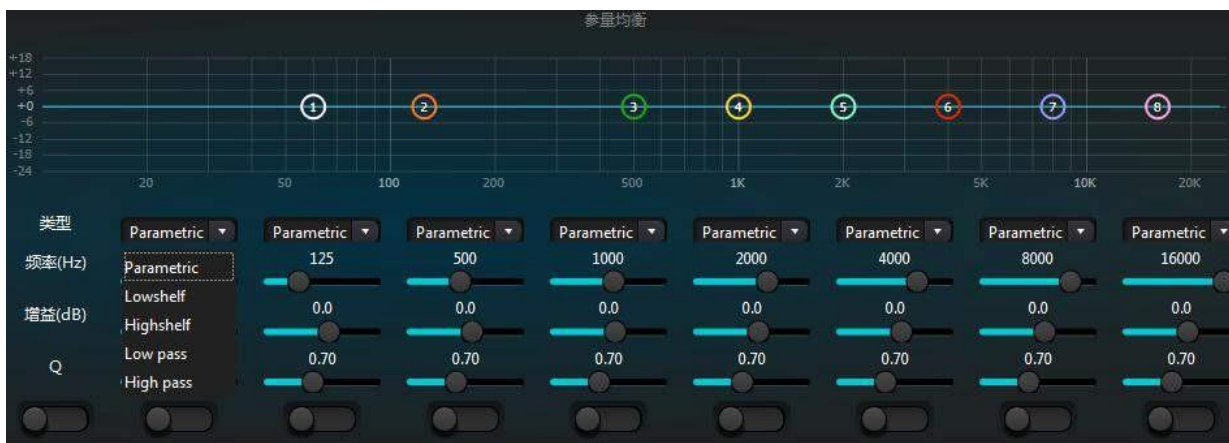 参量均衡
+18
+12
+6
+0
-6
-12
-18
-24
1 2 3 4 5 6 7 8
20 50 100 200 500 1K 2K 5K 10K 20K
类型 Parametric Parametric Parametric Parametric Parametric Parametric Parametric Parametric
频率(Hz) Parametric 125 500 1000 2000 4000 8000 16000
Lowshelf
增益(dB) 0.0 0.0 0.0 0.0 0.0 0.0 0.0
Highshelf
Low pass
Q 0.70 0.70 0.70 0.70 0.70 0.70 0.70
High pass